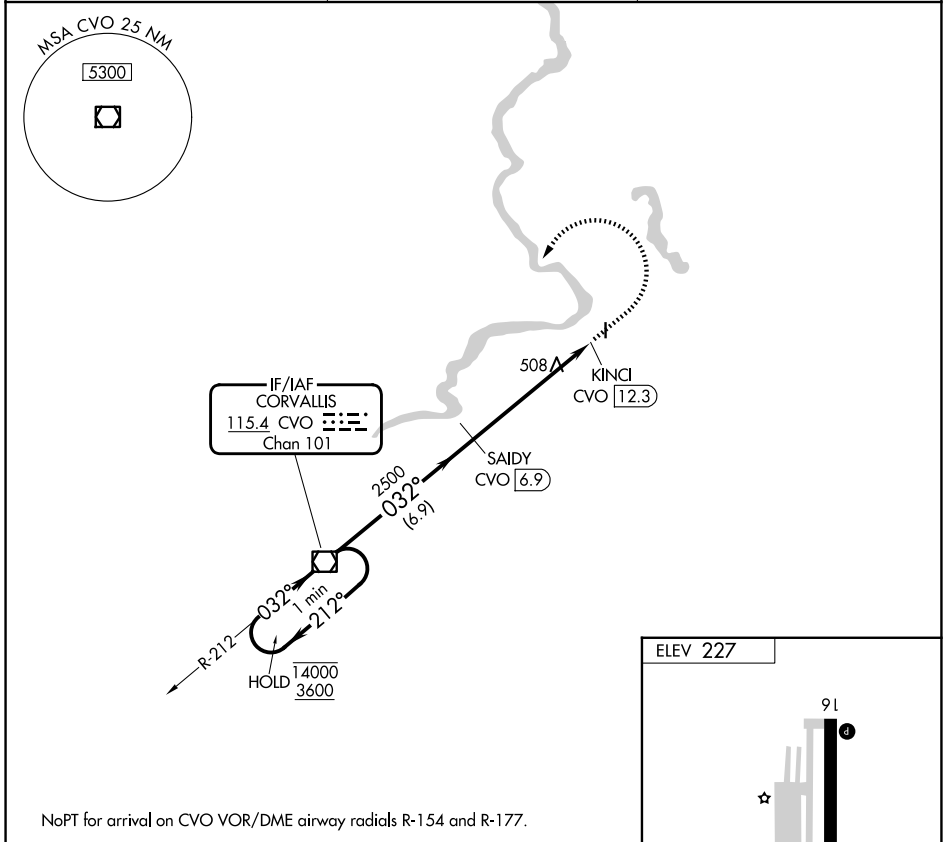 MSA CVO 25 NM
5300
IF/IAF
CORVALLIS
115.4 CVO
Chan 101
508
KINCI
CVO 12.3
SAIDY
CVO 6.9
2500
032°
(6.9)
032°
1 min
212°
R-212
HOLD
14000
3600
ELEV 227
16
P
NoPT for arrival on CVO VOR/DME airway radials R-154 and R-177.